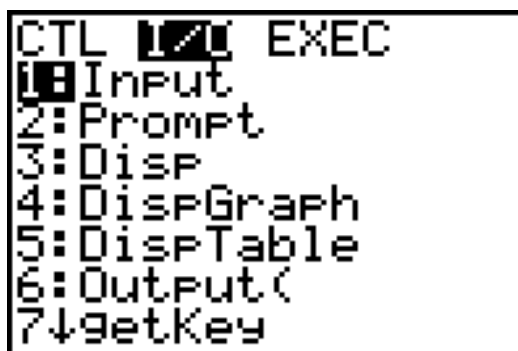 CTL I/O EXEC
1:Input
2:Prompt
3:Disp
4:DispGraph
5:DispTable
6:Output(
7↓getKey